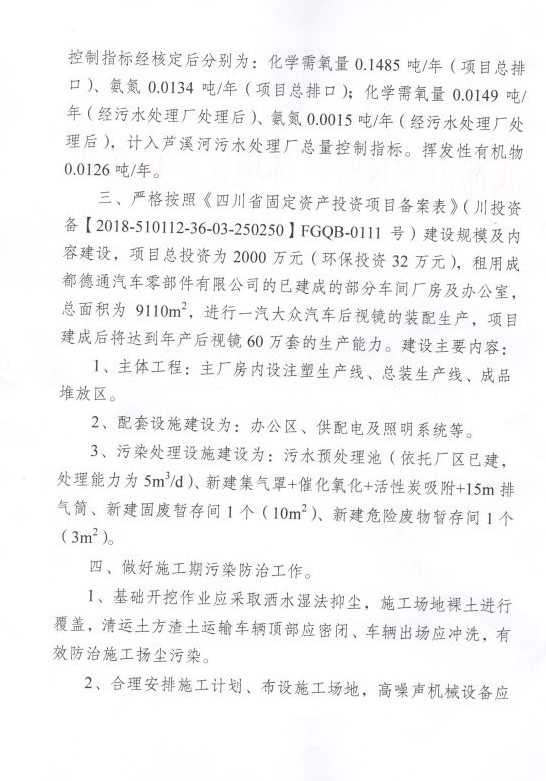 控制指标经核定后分别为：化学需氧量 0.1485 吨/年（项目总排
口）、氨氮 0.0134 吨/年（项目总排口）；化学需氧量 0.0149 吨/
年（经污水处理厂处理后）、氨氮 0.0015 吨/年（经污水处理厂处
理后），计入芦溪河污水处理厂总量控制指标。挥发性有机物
0.0126 吨/年。
三、严格按照《四川省固定资产投资项目备案表》（川投资
备【2018-510112-36-03-250250】FGQB-0111 号）建设规模及内
容建设，项目总投资为 2000 万元（环保投资 32 万元），租用成
都德通汽车零部件有限公司的已建成的部分车间厂房及办公室，
总面积为 9110m²，进行一汽大众汽车后视镜的装配生产，项目
建成后将达到年产后视镜 60 万套的生产能力。建设主要内容：
1、主体工程：主厂房内设注塑生产线、总装生产线、成品
堆放区。
2、配套设施建设为：办公区、供配电及照明系统等。
3、污染处理设施建设为：污水预处理池（依托厂区已建，
处理能力为 5m³/d）、新建集气罩+催化氧化+活性炭吸附+15m 排
气筒、新建固废暂存间 1 个（10m²）、新建危险废物暂存间 1 个
（3m²）。
四、做好施工期污染防治工作。
1、基础开挖作业应采取洒水湿法抑尘，施工场地裸土进行
覆盖，清运土方渣土运输车辆顶部应密闭、车辆出场应冲洗，有
效防治施工扬尘污染。
2、合理安排施工计划、布设施工场地，高噪声机械设备应